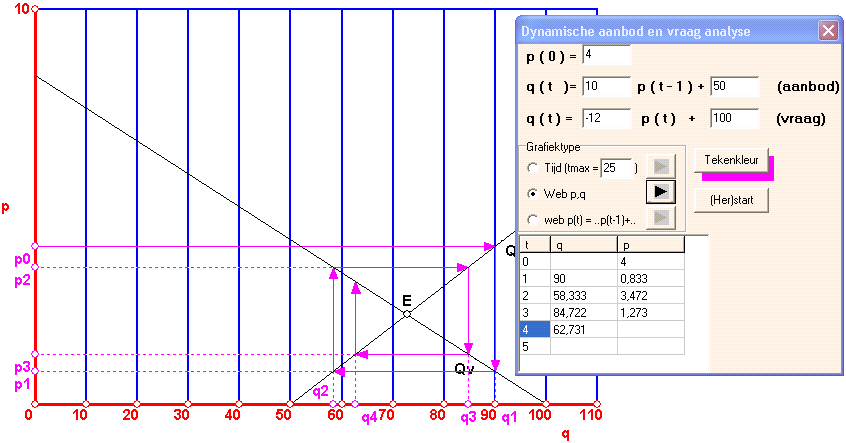 10
p
p0
p2
p3
p1
E
Q
Qv
q2
0 10 20 30 40 50 60 70 80 90 100 110
q4 q3 q1
q
Dynamische aanbod en vraag analyse
p ( 0 ) = 4
q ( t ) = 10 p ( t - 1 ) + 50 (aanbod)
q ( t ) = -12 p ( t ) + 100 (vraag)
Grafiektype
Tijd (tmax = 25 )
Web p,q
web p(t) = ..p(t-1)+..
Tekenkleur
(Her)start
t q p
0 4
1 90 0,833
2 58,333 3,472
3 84,722 1,273
4 62,731
5